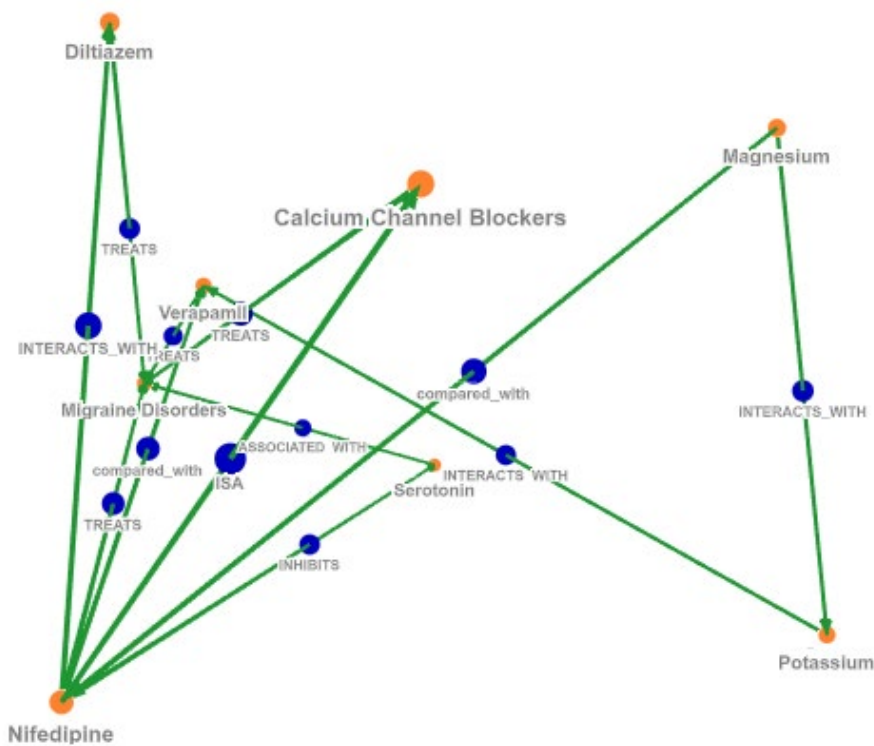 Diltiazem
Magnesium
Calcium Channel Blockers
TREATS
Verapamil
TREATS
INTERACTS_WITH
TREATS
compared_with
Migraine Disorders
INTERACTS_WITH
ASSOCIATED_WITH
compared_with
INTERACTS_WITH
ISA
Serotonin
TREATS
INHIBITS
Potassium
Nifedipine